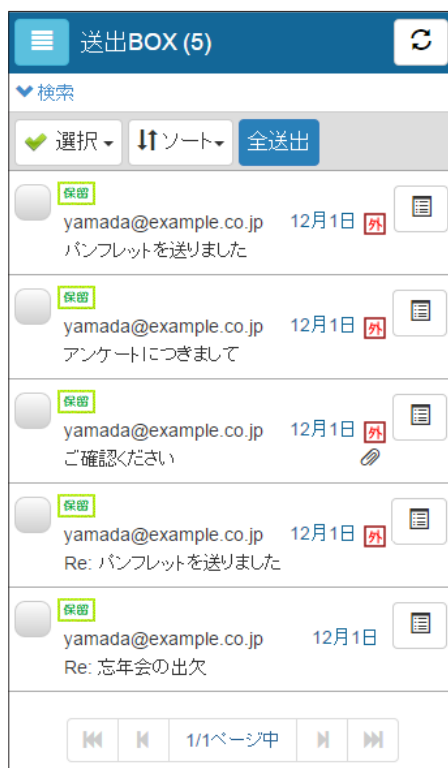 送出BOX (5)
検索
選択 ソート 全送出
保留
yamada@example.co.jp 12月1日 外
パンフレットを送りました
保留
yamada@example.co.jp 12月1日 外
アンケートにつきまして
保留
yamada@example.co.jp 12月1日 外
ご確認ください
保留
yamada@example.co.jp 12月1日 外
Re: パンフレットを送りました
保留
yamada@example.co.jp 12月1日
Re: 忘年会の出欠
1/1ページ中